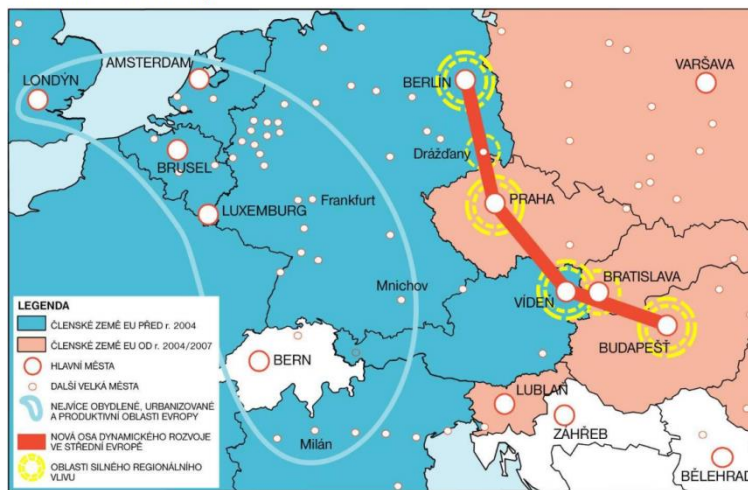 LONDÝN
AMSTERDAM
BERLÍN
VARŠAVA
BRUSEL
Drážďany
LUXEMBURG
Frankfurt
PRAHA
Mnichov
VÍDEŇ
BRATISLAVA
BUDAPEŠŤ
BERN
LUBLAŇ
ZÁHŘEB
Milán
BĚLEHRAD
LEGENDA
ČLENSKÉ ZEMĚ EU PŘED r. 2004
ČLENSKÉ ZEMĚ EU OD r. 2004/2007
HLAVNÍ MĚSTA
DALŠÍ VELKÁ MĚSTA
NEJVÍCE OBYDLENÉ, URBANIZOVANÉ
A PRODUKTIVNÍ OBLASTI EVROPY
NOVÁ OSA DYNAMICKÉHO ROZVOJE
VE STŘEDNÍ EVROPĚ
OBLASTI SILNÉHO REGIONÁLNÍHO
VLIVU